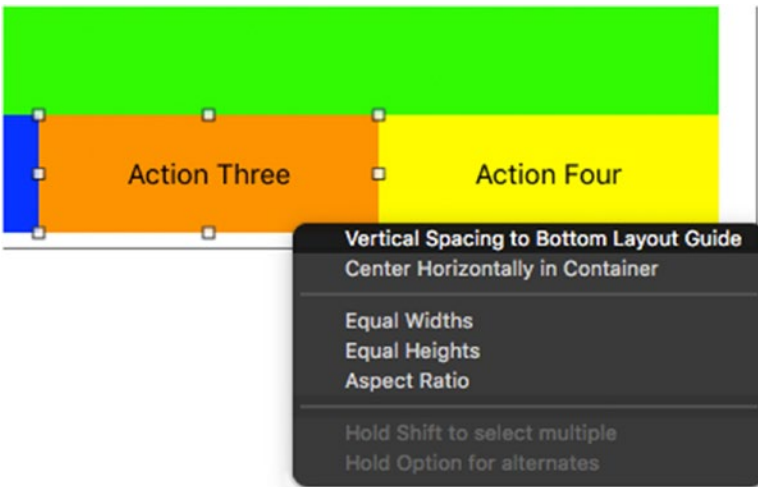 Action Three
Action Four
Vertical Spacing to Bottom Layout Guide
Center Horizontally in Container
Equal Widths
Equal Heights
Aspect Ratio
Hold Shift to select multiple
Hold Option for alternates